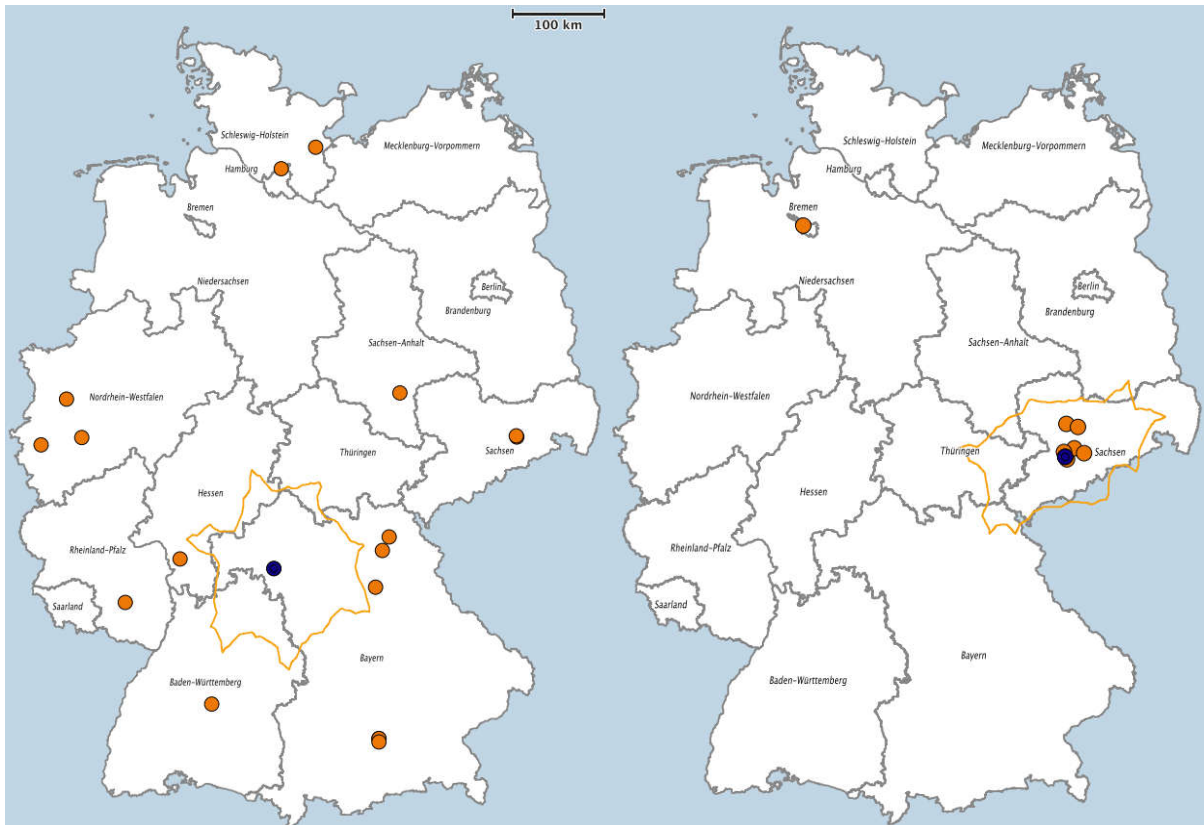 100 km
Schleswig-Holstein
Mecklenburg-Vorpommern
Hamburg
Bremen
Niedersachsen
Berlin
Brandenburg
Sachsen-Anhalt
Nordrhein-Westfalen
Thüringen
Sachsen
Hessen
Rheinland-Pfalz
Saarland
Bayern
Baden-Württemberg
Schleswig-Holstein
Mecklenburg-Vorpommern
Hamburg
Bremen
Niedersachsen
Berlin
Brandenburg
Sachsen-Anhalt
Nordrhein-Westfalen
Thüringen
Sachsen
Hessen
Rheinland-Pfalz
Saarland
Bayern
Baden-Württemberg